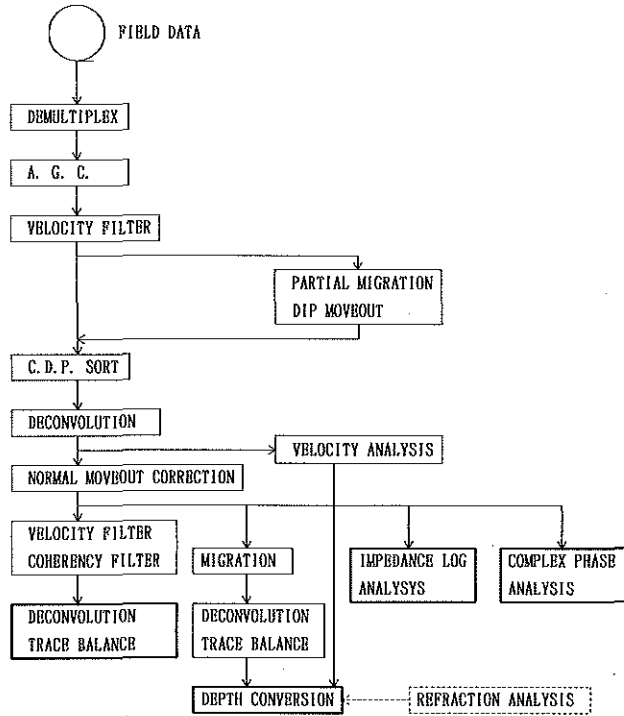 FIELD DATA
DEMULTIPLEX
A. G. C.
VELOCITY FILTER
PARTIAL MIGRATION
DIP MOVEOUT
C.D.P. SORT
DECONVOLUTION
VELOCITY ANALYSIS
NORMAL MOVEOUT CORRECTION
VELOCITY FILTER
COHERENCY FILTER
MIGRATION
IMPEDANCE LOG
ANALYSYS
COMPLEX PHASE
ANALYSIS
DECONVOLUTION
TRACE BALANCE
DECONVOLUTION
TRACE BALANCE
DEPTH CONVERSION
REFRACTION ANALYSIS